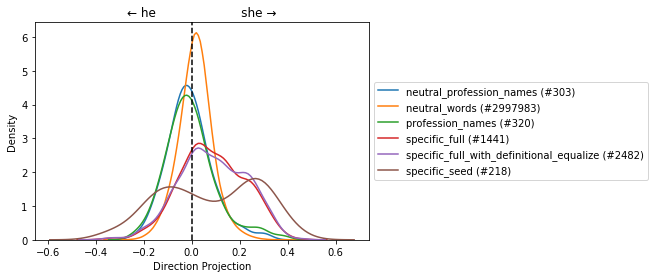 ← he she →
6
5
4
3
2
1
0
Density
−0.6 −0.4 −0.2 0.0 0.2 0.4 0.6
Direction Projection
neutral_profession_names (#303)
neutral_words (#2997983)
profession_names (#320)
specific_full (#1441)
specific_full_with_definitional_equalize (#2482)
specific_seed (#218)